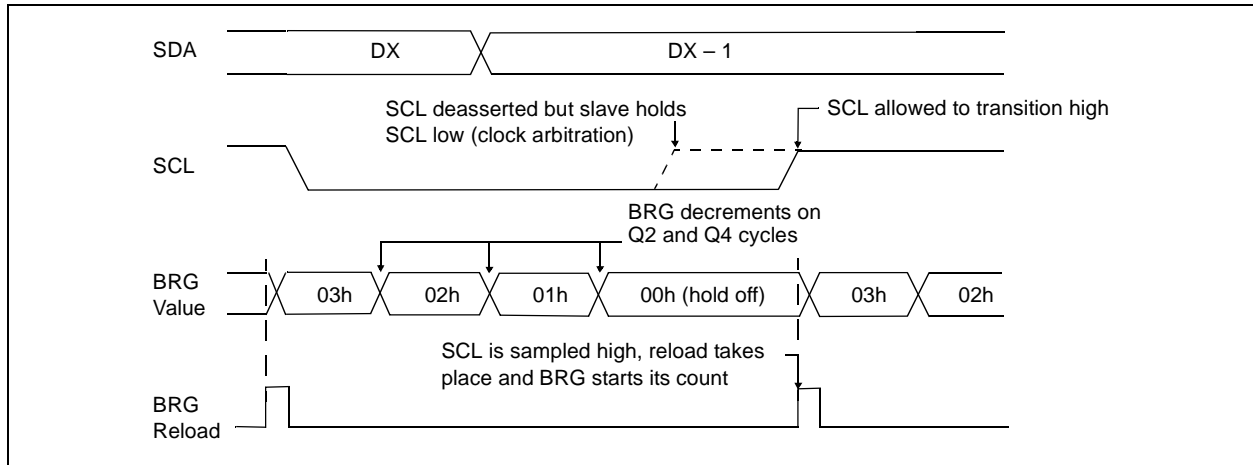 SDA
DX
DX – 1
SCL deasserted but slave holds
SCL low (clock arbitration)
SCL allowed to transition high
SCL
BRG decrements on
Q2 and Q4 cycles
BRG
Value
03h
02h
01h
00h (hold off)
03h
02h
SCL is sampled high, reload takes
place and BRG starts its count
BRG
Reload